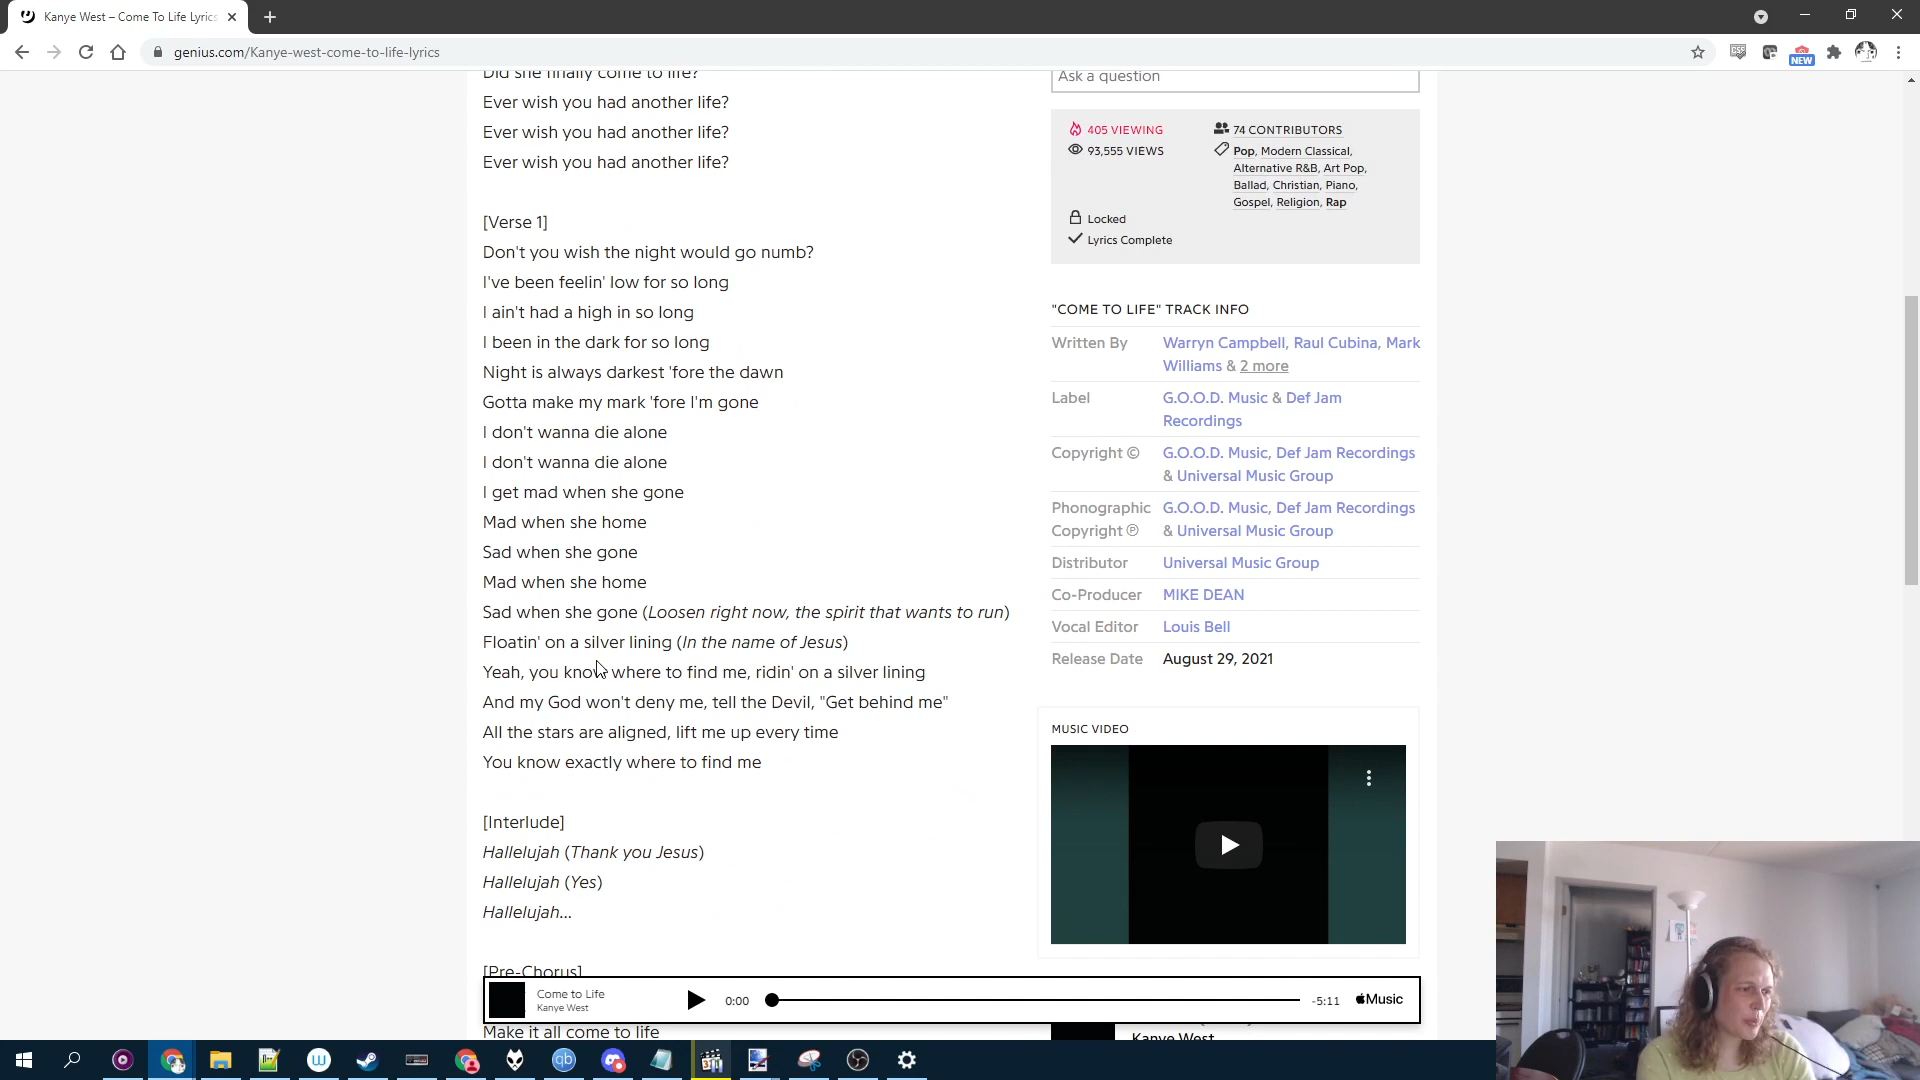 Kanye West – Come To Life Lyrics
genius.com/Kanye-west-come-to-life-lyrics
NEW
Did she finally come to life?
Ever wish you had another life?
Ever wish you had another life?
Ever wish you had another life?
[Verse 1]
Don't you wish the night would go numb?
I've been feelin' low for so long
I ain't had a high in so long
I been in the dark for so long
Night is always darkest 'fore the dawn
Gotta make my mark 'fore I'm gone
I don't wanna die alone
I don't wanna die alone
I get mad when she gone
Mad when she home
Sad when she gone
Mad when she home
Sad when she gone (Loosen right now, the spirit that wants to run)
Floatin' on a silver lining (In the name of Jesus)
Yeah, you know where to find me, ridin' on a silver lining
And my God won't deny me, tell the Devil, "Get behind me"
All the stars are aligned, lift me up every time
You know exactly where to find me
[Interlude]
Hallelujah (Thank you Jesus)
Hallelujah (Yes)
Hallelujah...
[Pre-Chorus]
Make it all come to life
Ask a question
405 VIEWING
93,555 VIEWS
Locked
Lyrics Complete
74 CONTRIBUTORS
Pop, Modern Classical,
Alternative R&B, Art Pop,
Ballad, Christian, Piano,
Gospel, Religion, Rap
"COME TO LIFE" TRACK INFO
Written By Warryn Campbell, Raul Cubina, Mark
Williams & 2 more
Label G.O.O.D. Music & Def Jam
Recordings
Copyright © G.O.O.D. Music, Def Jam Recordings
& Universal Music Group
Phonographic G.O.O.D. Music, Def Jam Recordings
Copyright ℗ & Universal Music Group
Distributor Universal Music Group
Co-Producer MIKE DEAN
Vocal Editor Louis Bell
Release Date August 29, 2021
MUSIC VIDEO
Kanye West
Come to Life
Kanye West
0:00
-5:11
Music